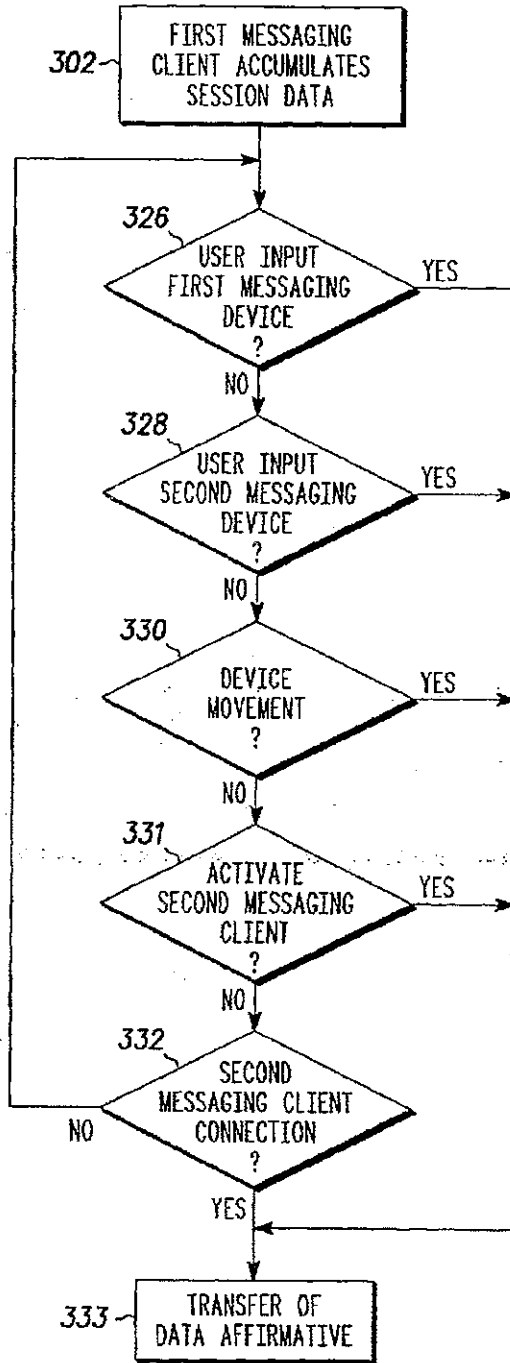 FIRST MESSAGING
302 CLIENT ACCUMULATES
SESSION DATA
326
USER INPUT
FIRST MESSAGING
DEVICE
?
YES
NO
328
USER INPUT
SECOND MESSAGING
DEVICE
?
YES
NO
330
DEVICE
MOVEMENT
?
YES
NO
331
ACTIVATE
SECOND MESSAGING
CLIENT
?
YES
NO
332
SECOND
MESSAGING CLIENT
CONNECTION
?
NO
YES
TRANSFER OF
333 DATA AFFIRMATIVE